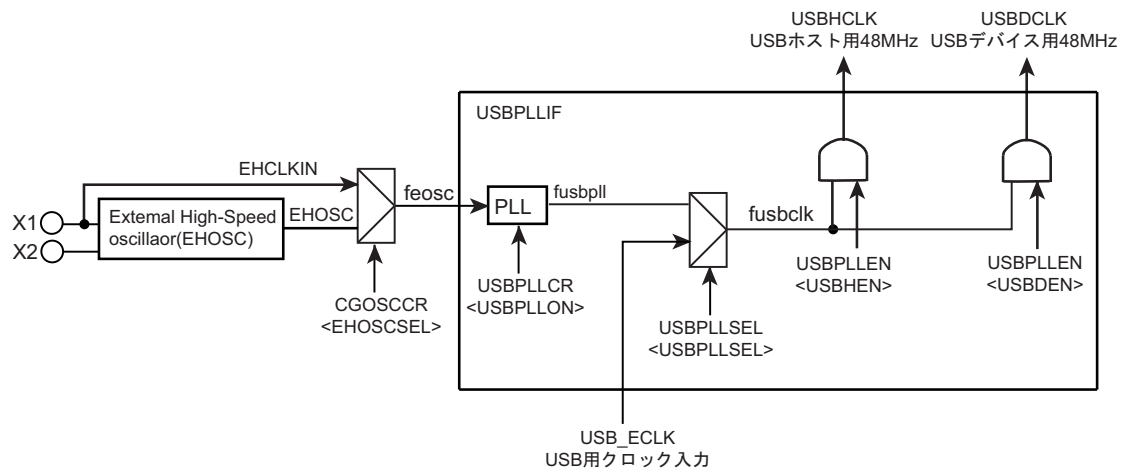 USBHCLK
USBホスト用48MHz
USBDCLK
USBデバイス用48MHz
USBPLLIF
EHCLKIN
X1
X2
External High-Speed
oscillaor(EHOSC)
EHOSC
feosc
PLL
fusbpll
fusbclk
CGOSCCR
<EHOSCSEL>
USBPLLCR
<USBPLLON>
USBPLLSEL
<USBPLLSEL>
USBPLLEN
<USBHEN>
USBPLLEN
<USBDEN>
USB_ECLK
USB用クロック入力